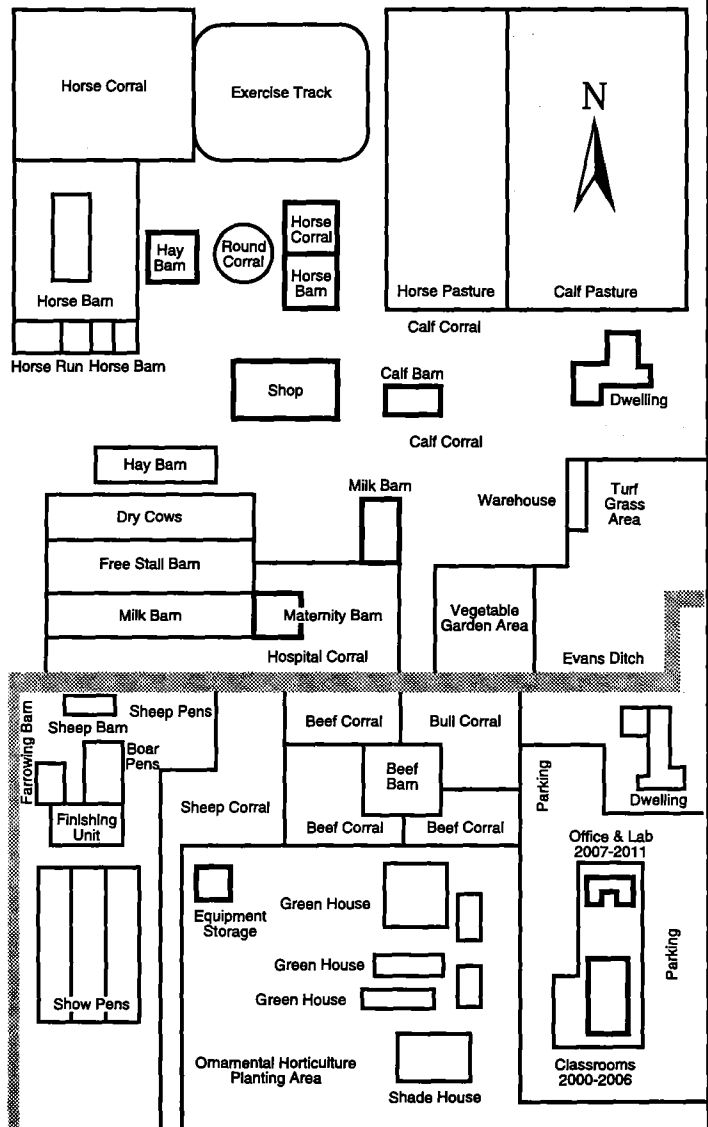 Horse Corral
Exercise Track
N
Hay
Barn
Round
Corral
Horse
Corral
Horse
Barn
Horse Barn
Horse Pasture
Calf Pasture
Calf Corral
Horse Run
Horse Barn
Shop
Calf Barn
Dwelling
Calf Corral
Hay Barn
Milk Barn
Warehouse
Turf
Grass
Area
Dry Cows
Free Stall Barn
Milk Barn
Maternity Barn
Vegetable
Garden Area
Hospital Corral
Evans Ditch
Farrowing Barn
Sheep Barn
Sheep Pens
Boar
Pens
Finishing
Unit
Sheep Corral
Beef Corral
Bull Corral
Beef
Barn
Beef Corral
Beef Corral
Parking
Dwelling
Office & Lab
2007-2011
Equipment
Storage
Green House
Green House
Green House
Parking
Show Pens
Ornamental Horticulture
Planting Area
Shade House
Classrooms
2000-2006